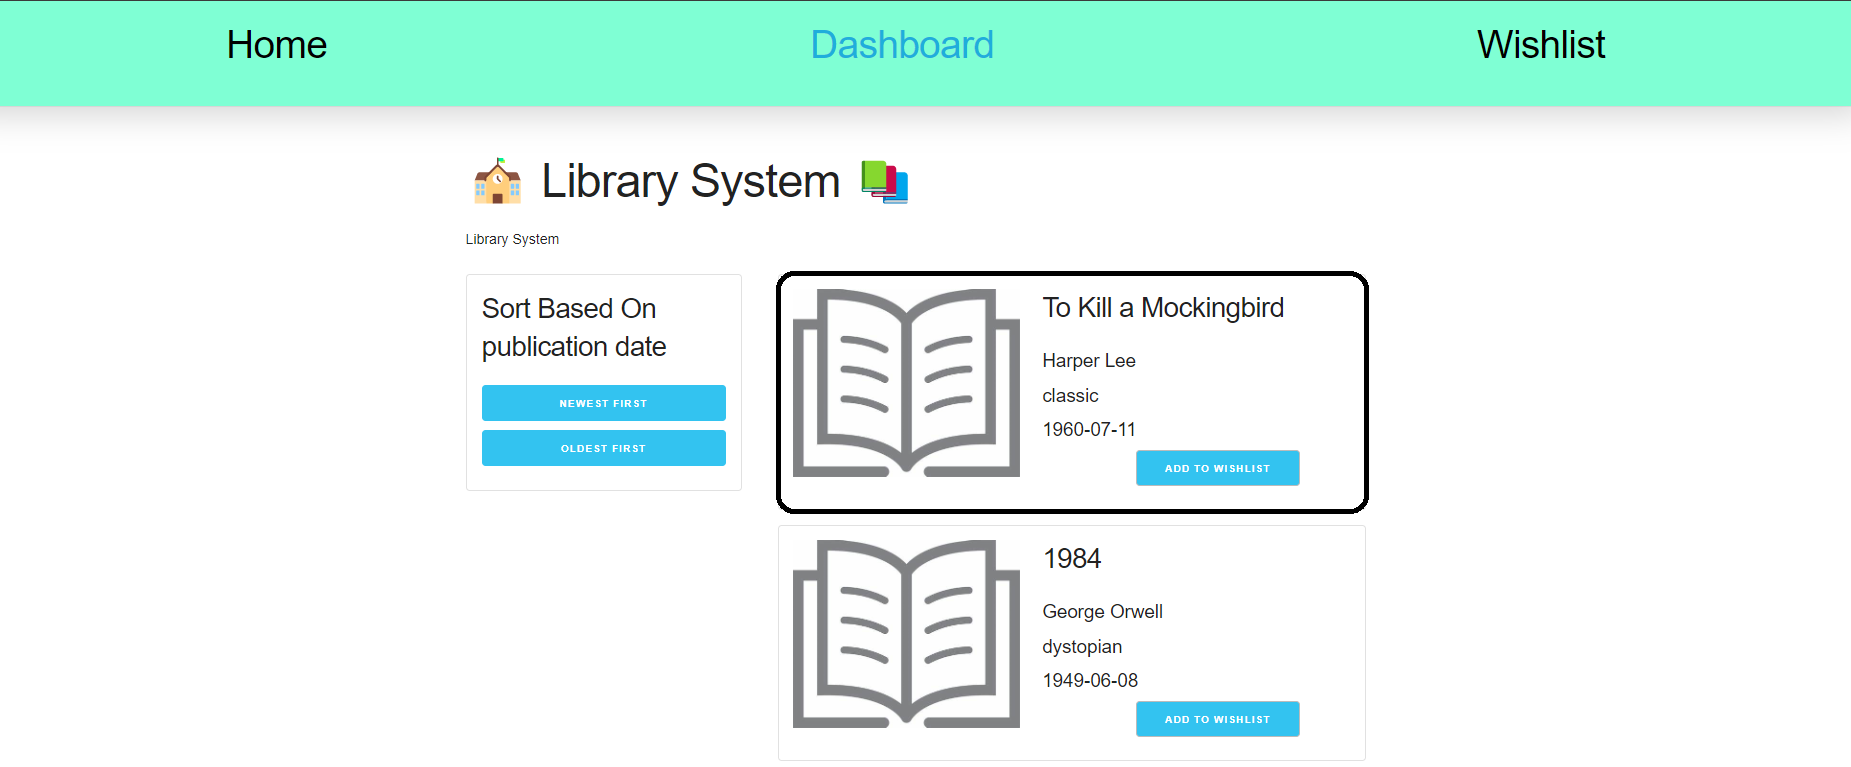 Home Dashboard Wishlist
Library System
Library System
Sort Based On
publication date
NEWEST FIRST
OLDEST FIRST
To Kill a Mockingbird
Harper Lee
classic
1960-07-11
ADD TO WISHLIST
1984
George Orwell
dystopian
1949-06-08
ADD TO WISHLIST